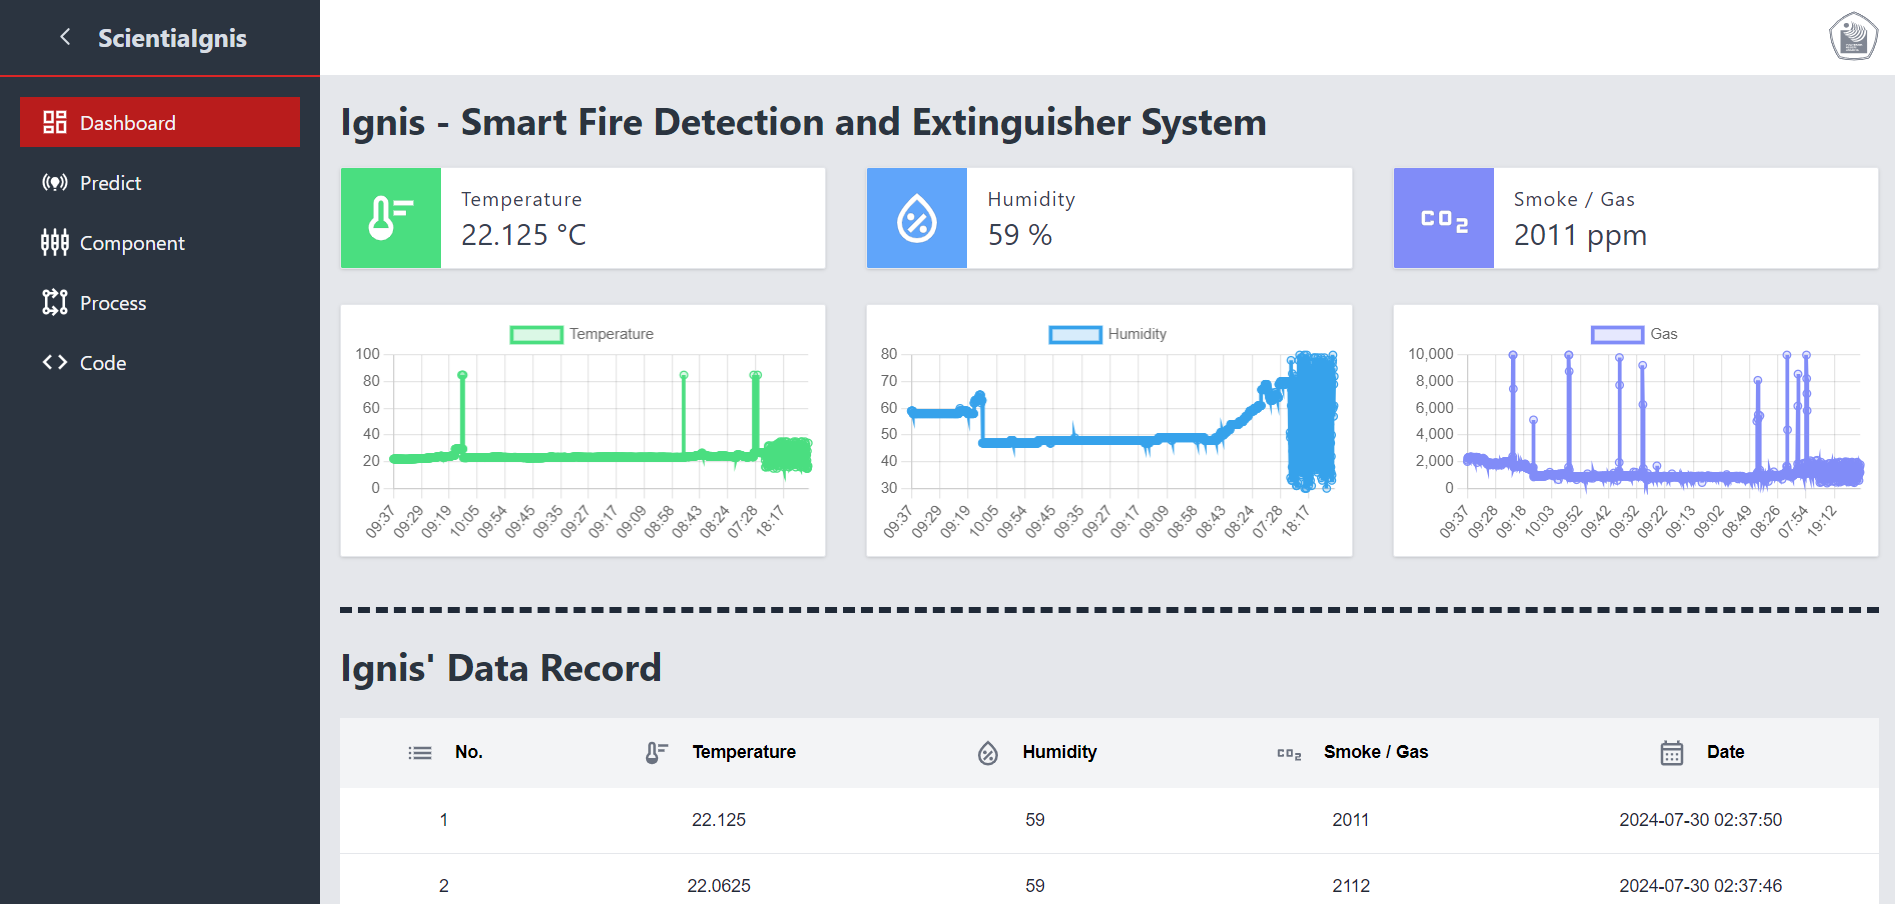 ScientiaIgnis
Dashboard
Predict
Component
Process
Code
Ignis - Smart Fire Detection and Extinguisher System
Temperature
22.125 °C
Humidity
59 %
CO2
Smoke / Gas
2011 ppm
Temperature
100
80
60
40
20
0
09:37 09:29 09:19 10:05 09:54 09:45 09:35 09:27 09:17 09:09 08:58 08:43 08:24 07:28 18:17
Humidity
80
70
60
50
40
30
09:37 09:29 09:19 10:05 09:54 09:45 09:35 09:27 09:17 09:09 08:58 08:43 08:24 07:28 18:17
Gas
10,000
8,000
6,000
4,000
2,000
0
09:37 09:28 09:18 10:03 09:52 09:42 09:32 09:22 09:13 09:02 08:49 08:26 07:54 19:12
Ignis' Data Record
No. Temperature Humidity CO2 Smoke / Gas Date
1 22.125 59 2011 2024-07-30 02:37:50
2 22.0625 59 2112 2024-07-30 02:37:46